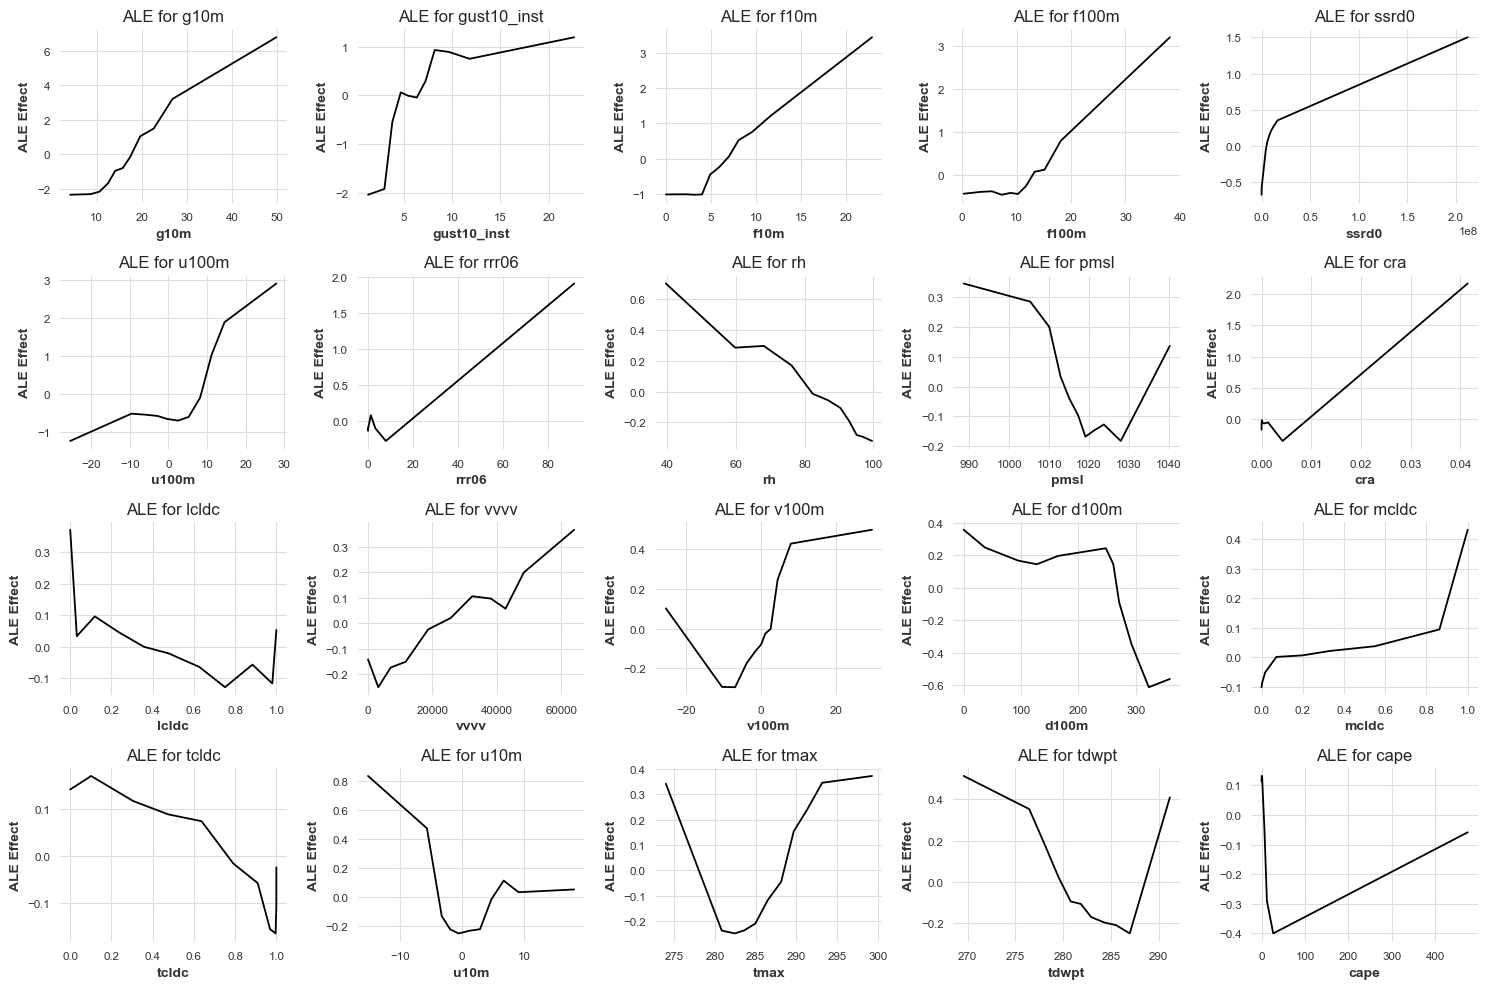 ALE for g10m
ALE Effect
6
4
2
0
−2
10 20 30 40 50
g10m
ALE for gust10_inst
ALE Effect
1
0
−1
−2
5 10 15 20
gust10_inst
ALE for f10m
ALE Effect
3
2
1
0
−1
0 5 10 15 20
f10m
ALE for f100m
ALE Effect
3
2
1
0
0 10 20 30 40
f100m
ALE for ssrd0
ALE Effect
1.5
1.0
0.5
0.0
−0.5
0.0 0.5 1.0 1.5 2.0
1e8
ssrd0
ALE for u100m
ALE Effect
3
2
1
0
−1
−20 −10 0 10 20 30
u100m
ALE for rrr06
ALE Effect
2.0
1.5
1.0
0.5
0.0
0 20 40 60 80
rrr06
ALE for rh
ALE Effect
0.6
0.4
0.2
0.0
−0.2
40 60 80 100
rh
ALE for pmsl
ALE Effect
0.3
0.2
0.1
0.0
−0.1
−0.2
990 1000 1010 1020 1030 1040
pmsl
ALE for cra
ALE Effect
2.0
1.5
1.0
0.5
0.0
0.00 0.01 0.02 0.03 0.04
cra
ALE for lcldc
ALE Effect
0.3
0.2
0.1
0.0
−0.1
0.0 0.2 0.4 0.6 0.8 1.0
lcldc
ALE for vvvv
ALE Effect
0.3
0.2
0.1
0.0
−0.1
−0.2
0 20000 40000 60000
vvvv
ALE for v100m
ALE Effect
0.4
0.2
0.0
−0.2
−20 0 20
v100m
ALE for d100m
ALE Effect
0.4
0.2
0.0
−0.2
−0.4
−0.6
0 100 200 300
d100m
ALE for mcldc
ALE Effect
0.4
0.3
0.2
0.1
0.0
−0.1
0.0 0.2 0.4 0.6 0.8 1.0
mcldc
ALE for tcldc
ALE Effect
0.1
0.0
−0.1
0.0 0.2 0.4 0.6 0.8 1.0
tcldc
ALE for u10m
ALE Effect
0.8
0.6
0.4
0.2
0.0
−0.2
−10 0 10
u10m
ALE for tmax
ALE Effect
0.4
0.3
0.2
0.1
0.0
−0.1
−0.2
275 280 285 290 295 300
tmax
ALE for tdwpt
ALE Effect
0.4
0.2
0.0
−0.2
270 275 280 285 290
tdwpt
ALE for cape
ALE Effect
0.1
0.0
−0.1
−0.2
−0.3
−0.4
0 100 200 300 400
cape